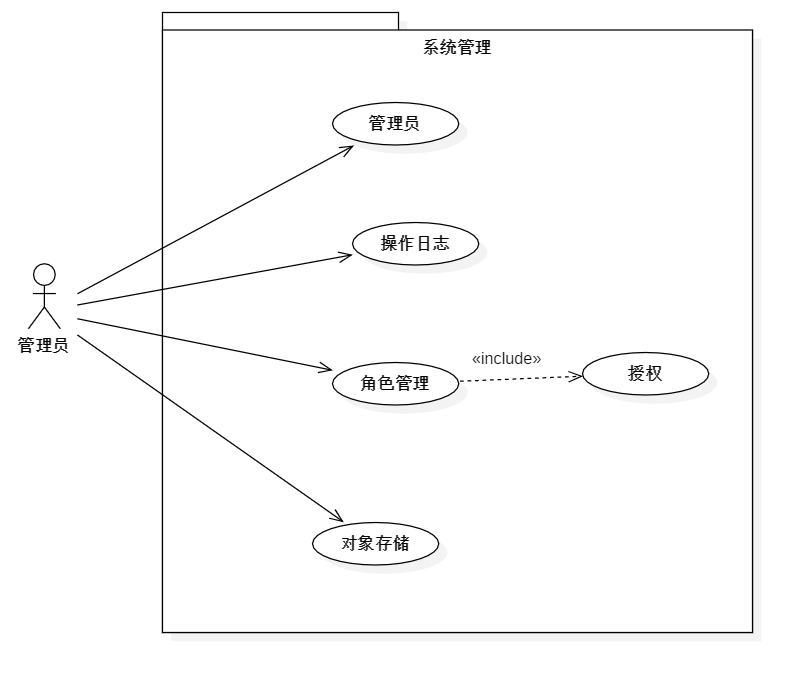 系统管理
管理员
操作日志
管理员
«include»
角色管理
授权
对象存储